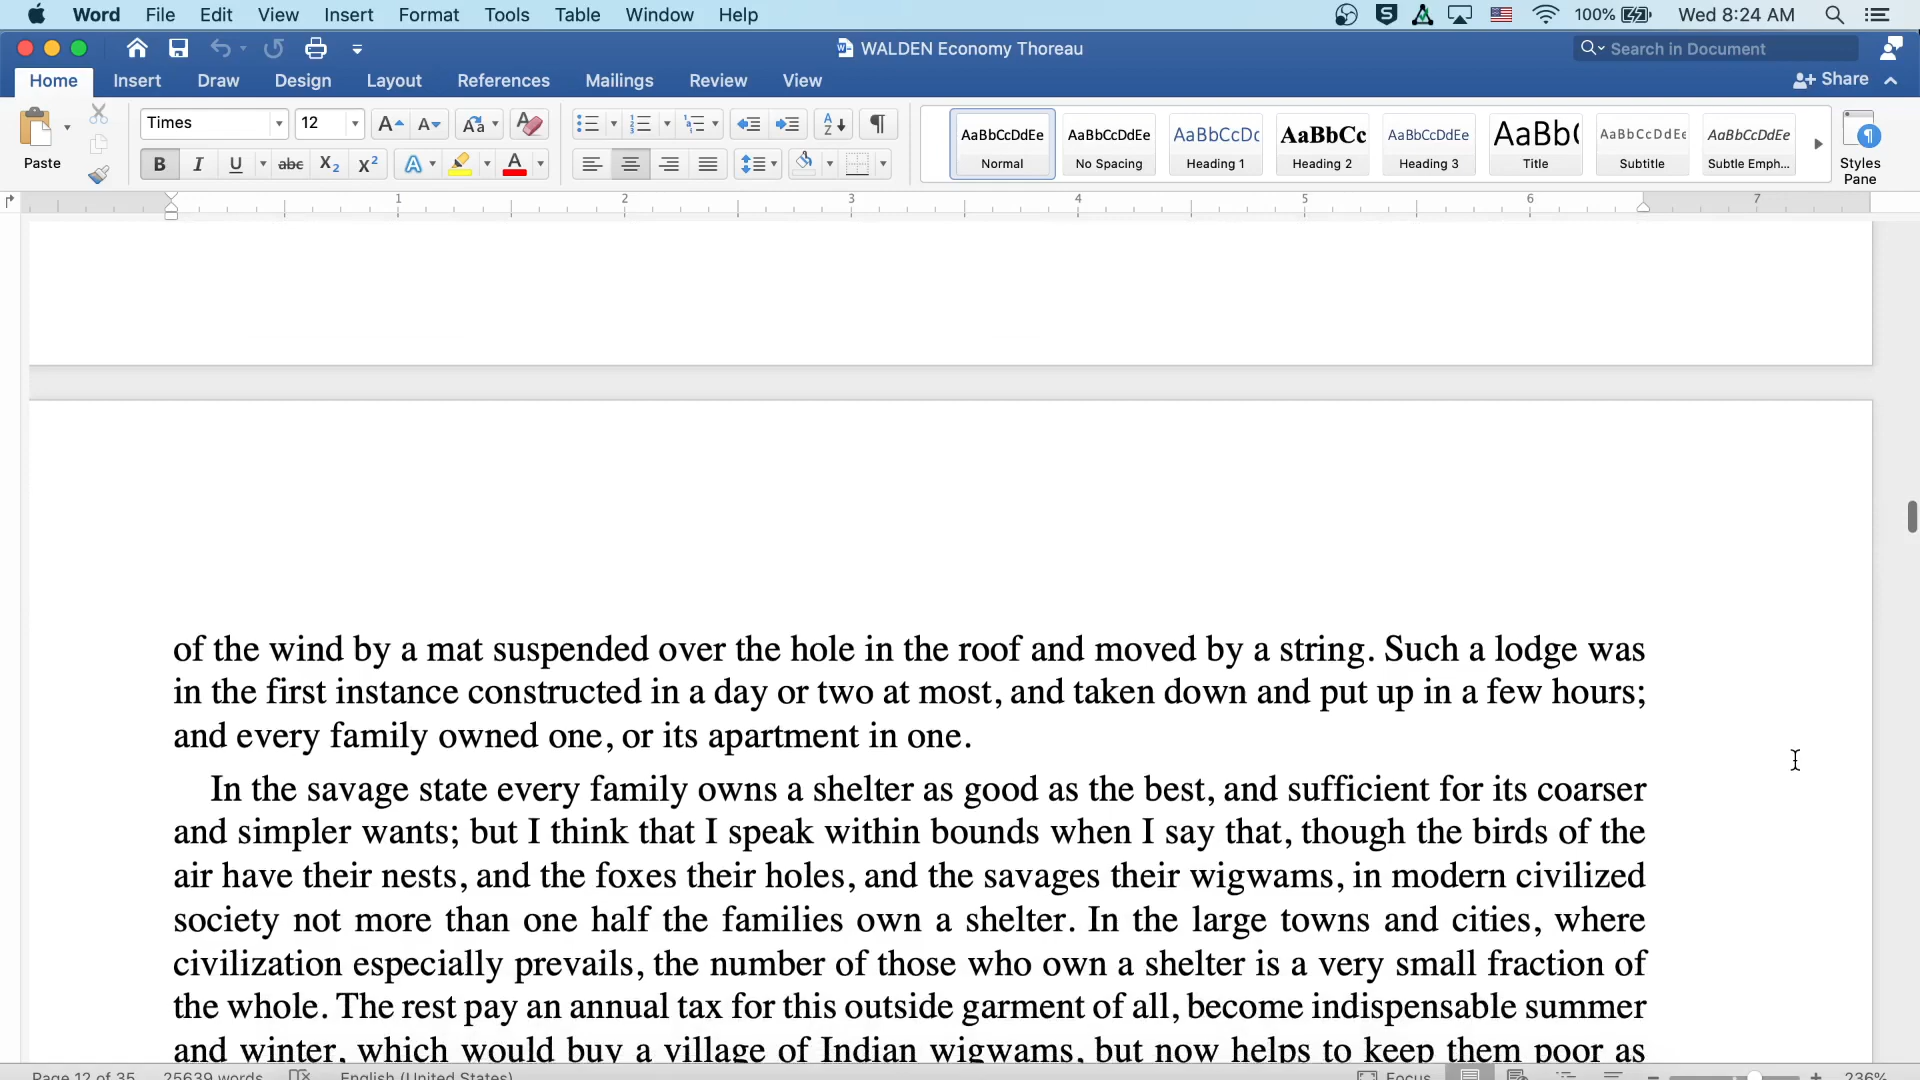 Word File Edit View Insert Format Tools Table Window Help 100% Wed 8:24 AM
WALDEN Economy Thoreau Search in Document
Home Insert Draw Design Layout References Mailings Review View Share
Paste Times 12 AaBbCcDdEe AaBbCcDdEe AaBbCcDc AaBbCc AaBbCcDdEe AaBb( AaBbCcDdEe AaBbCcDdEe
B I U abc X₂ X² A A Normal No Spacing Heading 1 Heading 2 Heading 3 Title Subtitle Subtle Emph... Styles Pane
1 2 3 4 5 6 7
of the wind by a mat suspended over the hole in the roof and moved by a string. Such a lodge was
in the first instance constructed in a day or two at most, and taken down and put up in a few hours;
and every family owned one, or its apartment in one.
In the savage state every family owns a shelter as good as the best, and sufficient for its coarser
and simpler wants; but I think that I speak within bounds when I say that, though the birds of the
air have their nests, and the foxes their holes, and the savages their wigwams, in modern civilized
society not more than one half the families own a shelter. In the large towns and cities, where
civilization especially prevails, the number of those who own a shelter is a very small fraction of
the whole. The rest pay an annual tax for this outside garment of all, become indispensable summer
and winter, which would buy a village of Indian wigwams, but now helps to keep them poor as
Page 12 of 35 25639 words English (United States) Focus 236%